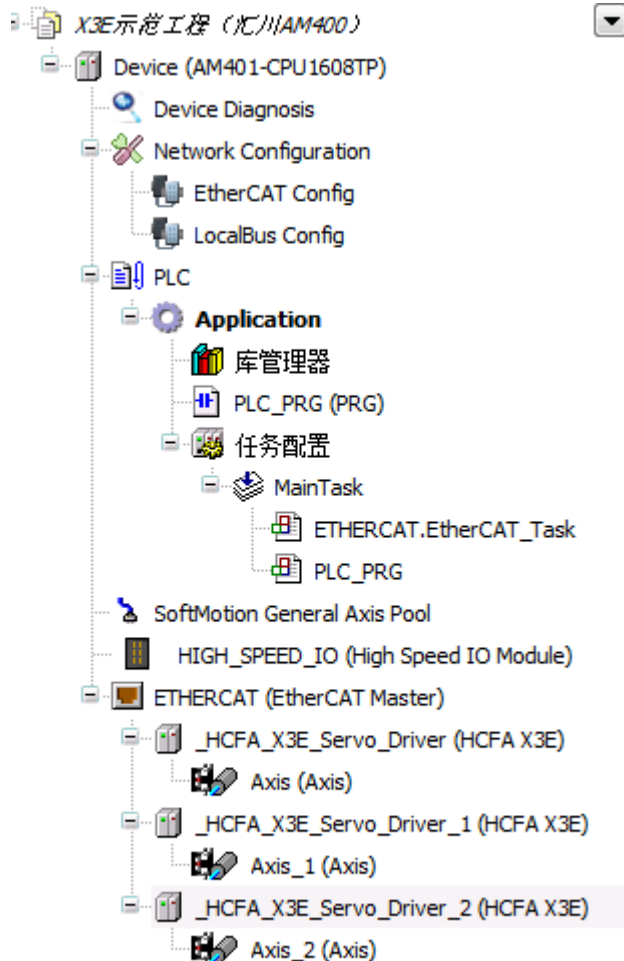 X3E示范工程（汇川AM400）
Device (AM401-CPU1608TP)
Device Diagnosis
Network Configuration
EtherCAT Config
LocalBus Config
PLC
Application
库管理器
PLC_PRG (PRG)
任务配置
MainTask
ETHERCAT.EtherCAT_Task
PLC_PRG
SoftMotion General Axis Pool
HIGH_SPEED_IO (High Speed IO Module)
ETHERCAT (EtherCAT Master)
_HCFA_X3E_Servo_Driver (HCFA X3E)
Axis (Axis)
_HCFA_X3E_Servo_Driver_1 (HCFA X3E)
Axis_1 (Axis)
_HCFA_X3E_Servo_Driver_2 (HCFA X3E)
Axis_2 (Axis)